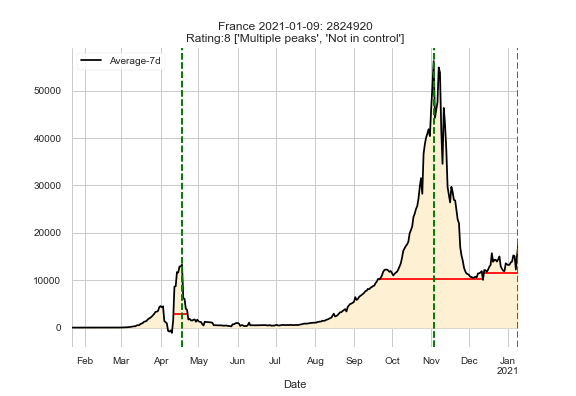 France 2021-01-09: 2824920
Rating:8 ['Multiple peaks', 'Not in control']
Average-7d
50000
40000
30000
20000
10000
0
Feb Mar Apr May Jun Jul Aug Sep Oct Nov Dec Jan
2021
Date